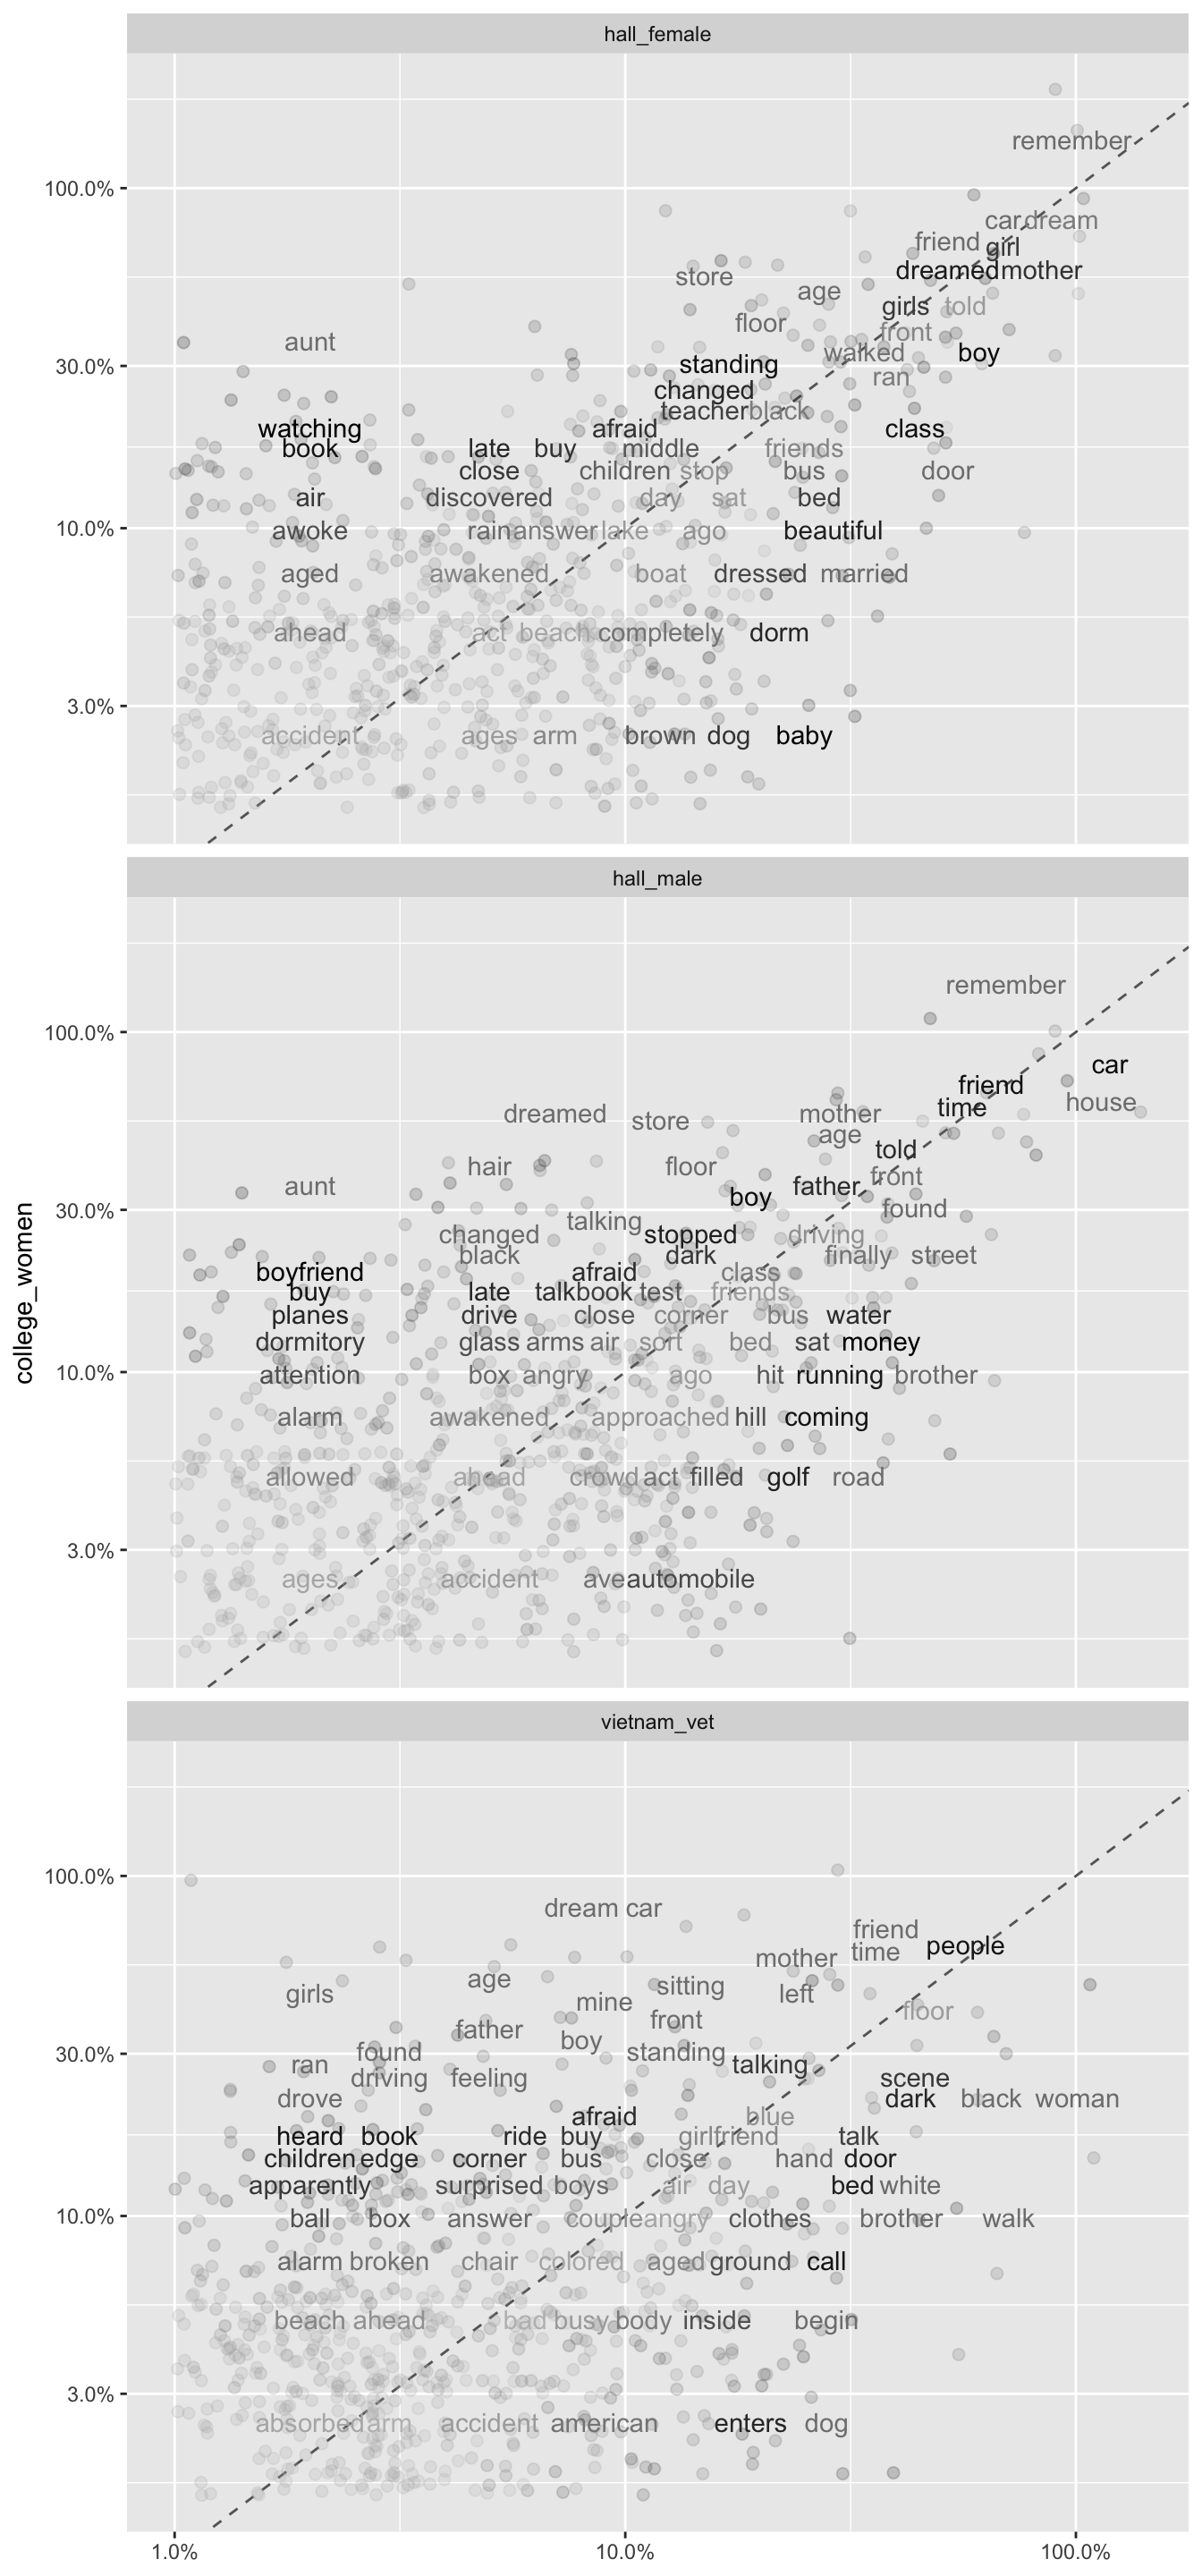 hall_female
remember
100.0%
car dream
friend girl
store dreamed mother
age
girls told
floor
front
aunt walked boy
30.0% standing
ran
changed
teacher black
watching afraid class
book late buy middle friends
close children stop bus door
air discovered day sat bed
10.0% awoke rain answer lake ago beautiful
aged awakened boat dressed married
ahead act beach completely dorm
3.0%
accident ages arm brown dog baby
hall_male
remember
100.0%
car
friend
time house
dreamed store mother
age
told
hair floor front
aunt father
boy
30.0% found
talking
changed stopped driving
black dark finally street
boyfriend afraid class
buy late talk book test friends
planes drive close corner bus water
dormitory glass arms air sort bed sat money
10.0% attention box angry ago hit running brother
alarm awakened approached hill coming
allowed ahead crowd act filled golf road
3.0%
ages accident ave automobile
college_women
vietnam_vet
100.0%
dream car
friend
time people
mother
age sitting
girls left
mine floor
father front
boy
30.0% found standing
ran talking
driving feeling scene
drove dark black woman
afraid blue
heard book ride buy girlfriend talk
children edge corner bus close hand door
apparently surprised boys air day bed white
10.0% ball box answer couple angry clothes brother walk
alarm broken chair colored aged ground call
beach ahead bad busy body inside begin
3.0%
absorbed arm accident american enters dog
1.0% 10.0% 100.0%